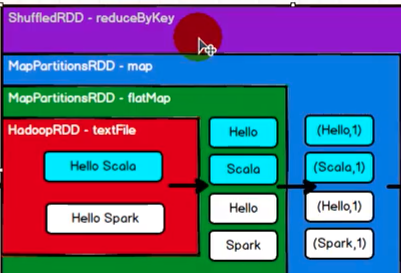 ShuffledRDD - reduceByKey
MapPartitionsRDD - map
MapPartitionsRDD - flatMap
HadoopRDD - textFile
Hello Scala
Hello Spark
Hello
Scala
Hello
Spark
(Hello,1)
(Scala,1)
(Hello,1)
(Spark,1)